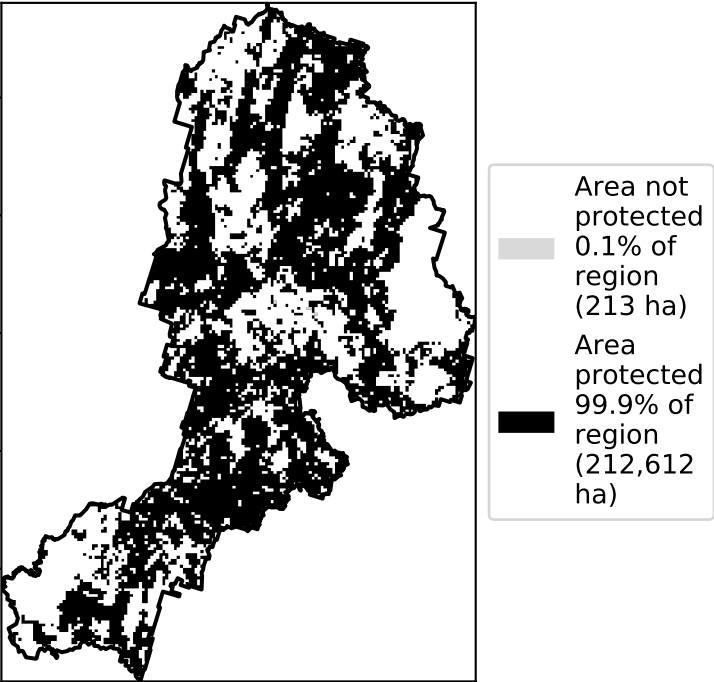 Area not
protected
0.1% of
region
(213 ha)
Area
protected
99.9% of
region
(212,612
ha)